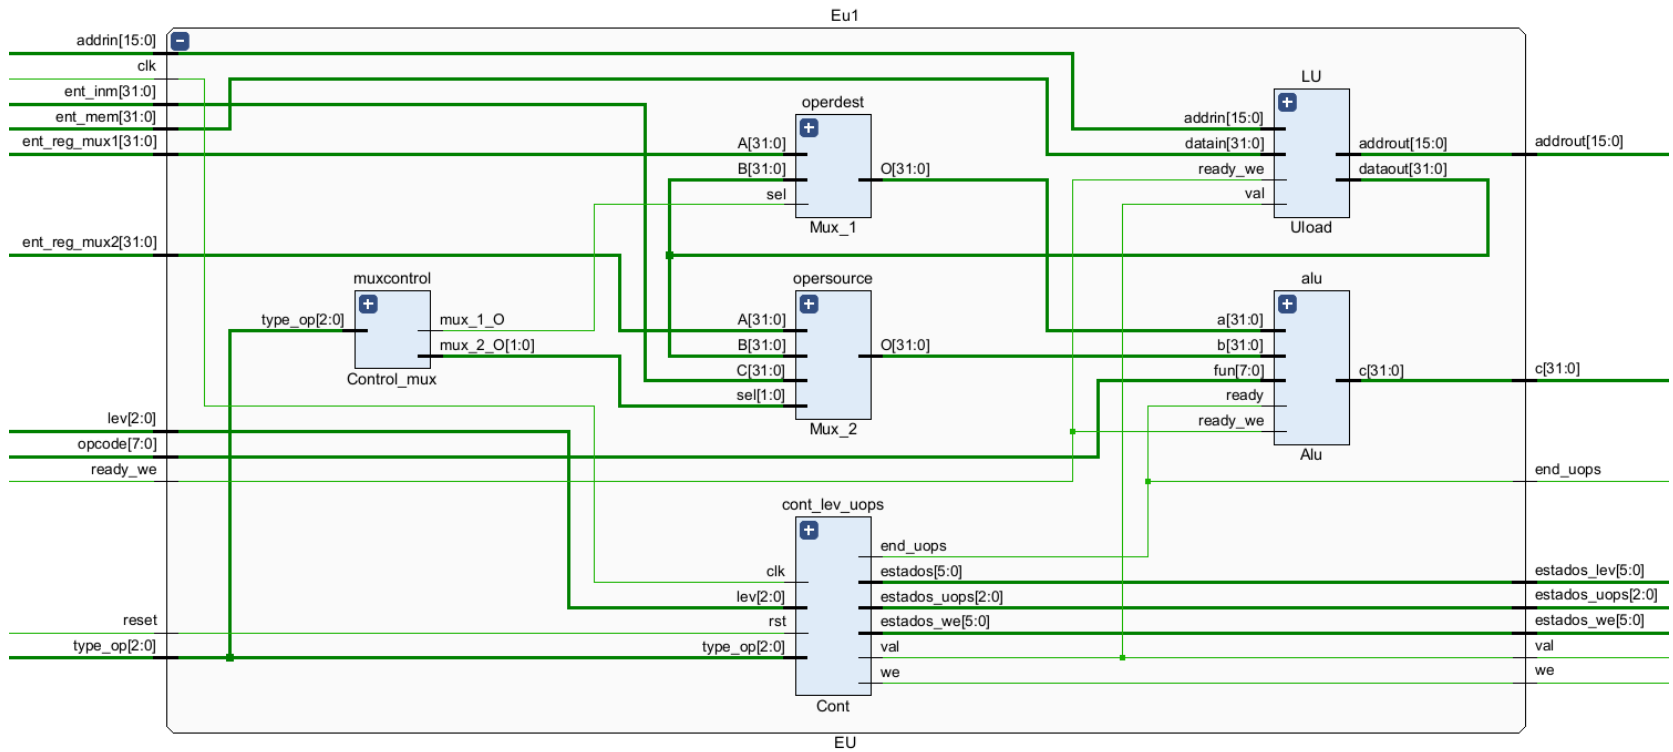 Eu1
addrin[15:0]
clk
ent_inm[31:0]
ent_mem[31:0]
ent_reg_mux1[31:0]
ent_reg_mux2[31:0]
lev[2:0]
opcode[7:0]
ready_we
reset
type_op[2:0]
muxcontrol
type_op[2:0]
mux_1_O
mux_2_O[1:0]
Control_mux
operdest
A[31:0]
B[31:0]
sel
O[31:0]
Mux_1
opersource
A[31:0]
B[31:0]
C[31:0]
sel[1:0]
O[31:0]
Mux_2
cont_lev_uops
clk
lev[2:0]
rst
type_op[2:0]
end_uops
estados[5:0]
estados_uops[2:0]
estados_we[5:0]
val
we
Cont
LU
addrin[15:0]
datain[31:0]
ready_we
val
addrout[15:0]
dataout[31:0]
Uload
alu
a[31:0]
b[31:0]
fun[7:0]
ready
ready_we
c[31:0]
Alu
addrout[15:0]
c[31:0]
end_uops
estados_lev[5:0]
estados_uops[2:0]
estados_we[5:0]
val
we
EU